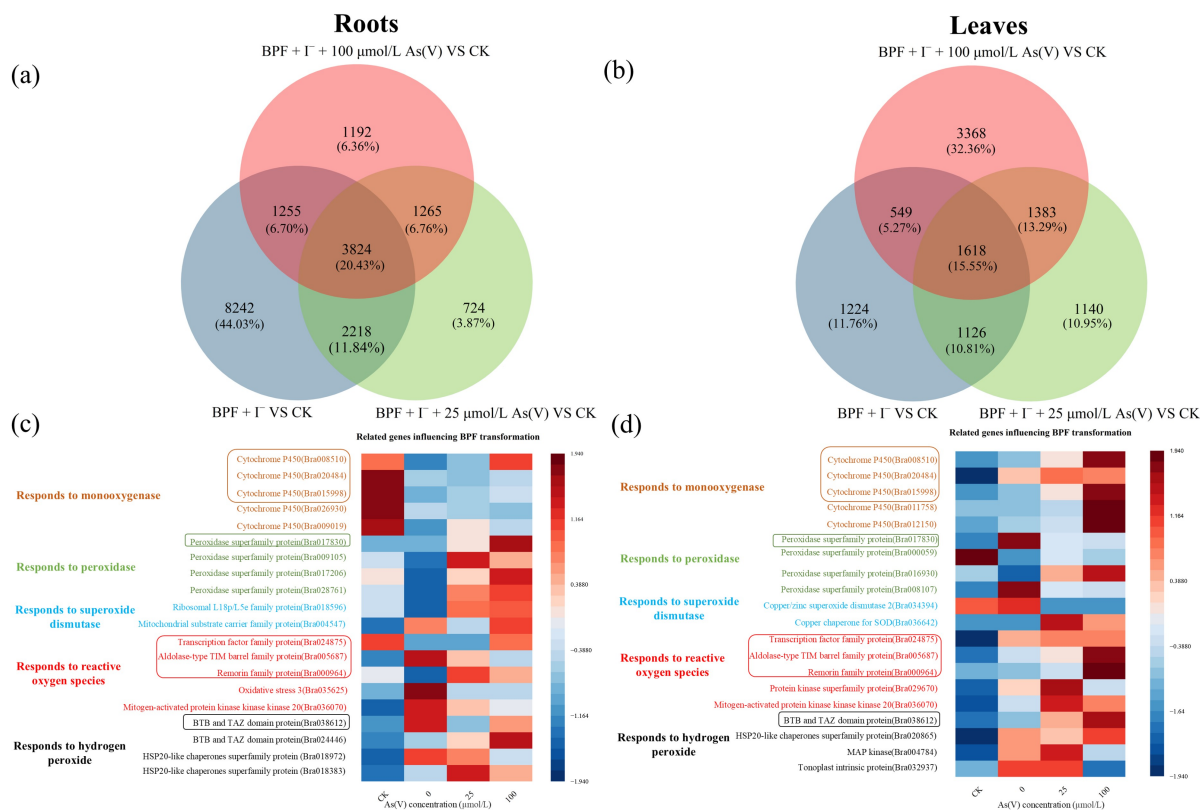 Roots
BPF + I⁻ + 100 μmol/L As(V) VS CK
(a)
1192
(6.36%)
1255
(6.70%)
1265
(6.76%)
3824
(20.43%)
8242
(44.03%)
724
(3.87%)
2218
(11.84%)
BPF + I⁻ VS CK
BPF + I⁻ + 25 μmol/L As(V) VS CK
Leaves
BPF + I⁻ + 100 μmol/L As(V) VS CK
(b)
3368
(32.36%)
549
(5.27%)
1383
(13.29%)
1618
(15.55%)
1224
(11.76%)
1140
(10.95%)
1126
(10.81%)
BPF + I⁻ VS CK
BPF + I⁻ + 25 μmol/L As(V) VS CK
(c)
Related genes influencing BPF transformation
Responds to monooxygenase
Cytochrome P450(Bra008510)
Cytochrome P450(Bra020484)
Cytochrome P450(Bra015998)
Cytochrome P450(Bra026930)
Cytochrome P450(Bra009019)
Responds to peroxidase
Peroxidase superfamily protein(Bra017830)
Peroxidase superfamily protein(Bra009105)
Peroxidase superfamily protein(Bra017206)
Peroxidase superfamily protein(Bra028761)
Responds to superoxide
dismutase
Ribosomal L18p/L5e family protein(Bra018596)
Mitochondrial substrate carrier family protein(Bra004547)
Responds to reactive
oxygen species
Transcription factor family protein(Bra024875)
Aldolase-type TIM barrel family protein(Bra005687)
Remorin family protein(Bra000964)
Oxidative stress 3(Bra035625)
Mitogen-activated protein kinase kinase kinase 20(Bra036070)
Responds to hydrogen
peroxide
BTB and TAZ domain protein(Bra038612)
BTB and TAZ domain protein(Bra024446)
HSP20-like chaperones superfamily protein(Bra018972)
HSP20-like chaperones superfamily protein(Bra018383)
CK
0
25
100
As(V) concentration (μmol/L)
1.940
1.164
0.3880
-0.3880
-1.164
-1.940
(d)
Related genes influencing BPF transformation
Responds to monooxygenase
Cytochrome P450(Bra008510)
Cytochrome P450(Bra020484)
Cytochrome P450(Bra015998)
Cytochrome P450(Bra011758)
Cytochrome P450(Bra012150)
Responds to peroxidase
Peroxidase superfamily protein(Bra017830)
Peroxidase superfamily protein(Bra000059)
Peroxidase superfamily protein(Bra016930)
Peroxidase superfamily protein(Bra008107)
Responds to superoxide
dismutase
Copper/zinc superoxide dismutase 2(Bra034394)
Copper chaperone for SOD(Bra036642)
Responds to reactive
oxygen species
Transcription factor family protein(Bra024875)
Aldolase-type TIM barrel family protein(Bra005687)
Remorin family protein(Bra000964)
Protein kinase superfamily protein(Bra029670)
Mitogen-activated protein kinase kinase kinase 20(Bra036070)
Responds to hydrogen
peroxide
BTB and TAZ domain protein(Bra038612)
HSP20-like chaperones superfamily protein(Bra020865)
MAP kinase(Bra004784)
Tonoplast intrinsic protein(Bra032937)
CK
0
25
100
As(V) concentration (μmol/L)
1.940
1.164
0.3880
-0.3880
-1.64
-1.940